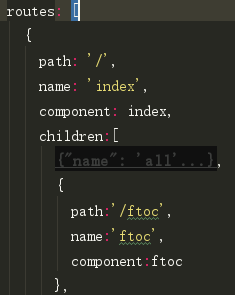 routes: [
{
path: '/',
name: 'index',
component: index,
children:[
{"name": 'all'...},
{
path:'/ftoc',
name:'ftoc',
component:ftoc
},